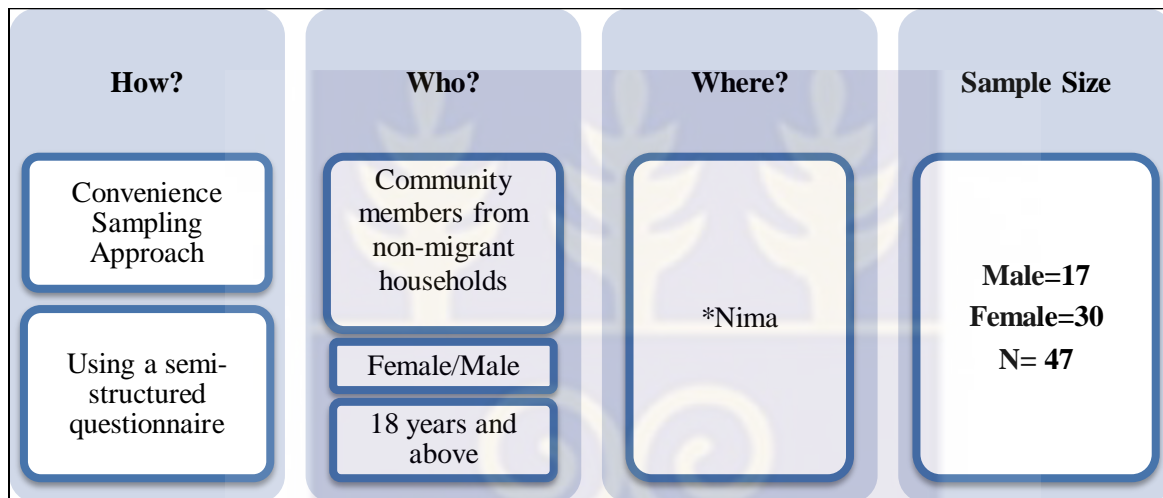 How?
Convenience
Sampling
Approach
Using a semi-
structured
questionnaire
Who?
Community
members from
non-migrant
households
Female/Male
18 years and
above
Where?
*Nima
Sample Size
Male=17
Female=30
N= 47